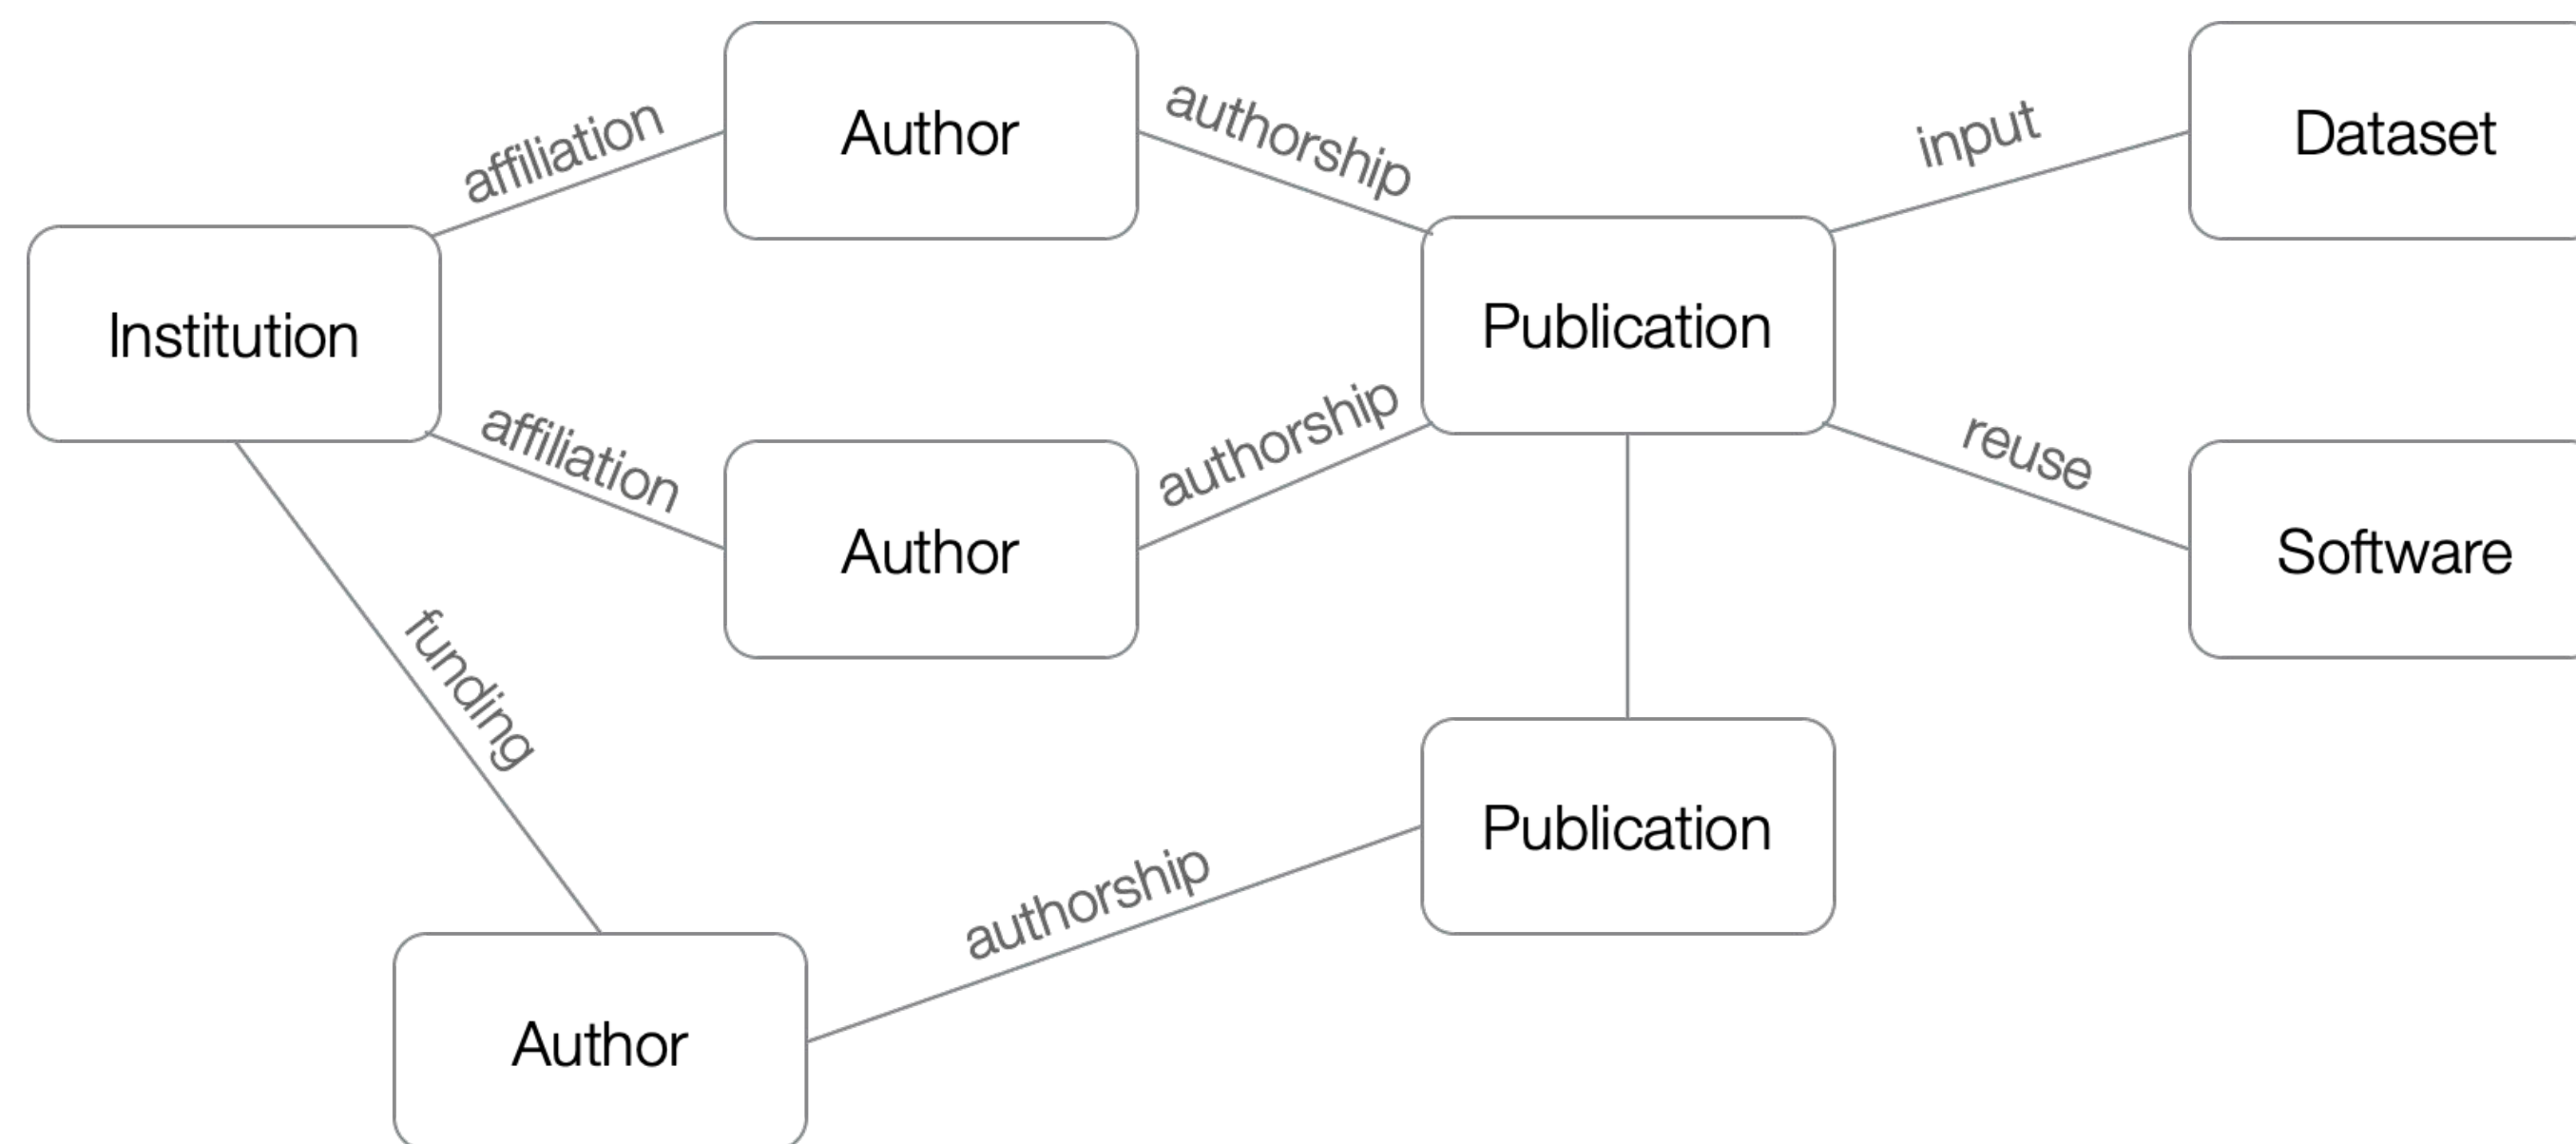 Author
authorship
input
Dataset
affiliation
Institution
Publication
affiliation
authorship
reuse
Author
Software
funding
Publication
authorship
Author